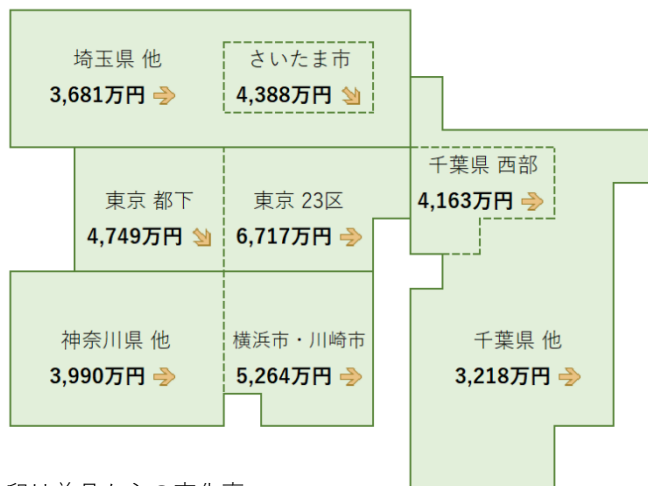 埼玉県 他
3,681万円
さいたま市
4,388万円
千葉県 西部
4,163万円
東京 都下
4,749万円
東京 23区
6,717万円
神奈川県 他
3,990万円
横浜市・川崎市
5,264万円
千葉県 他
3,218万円